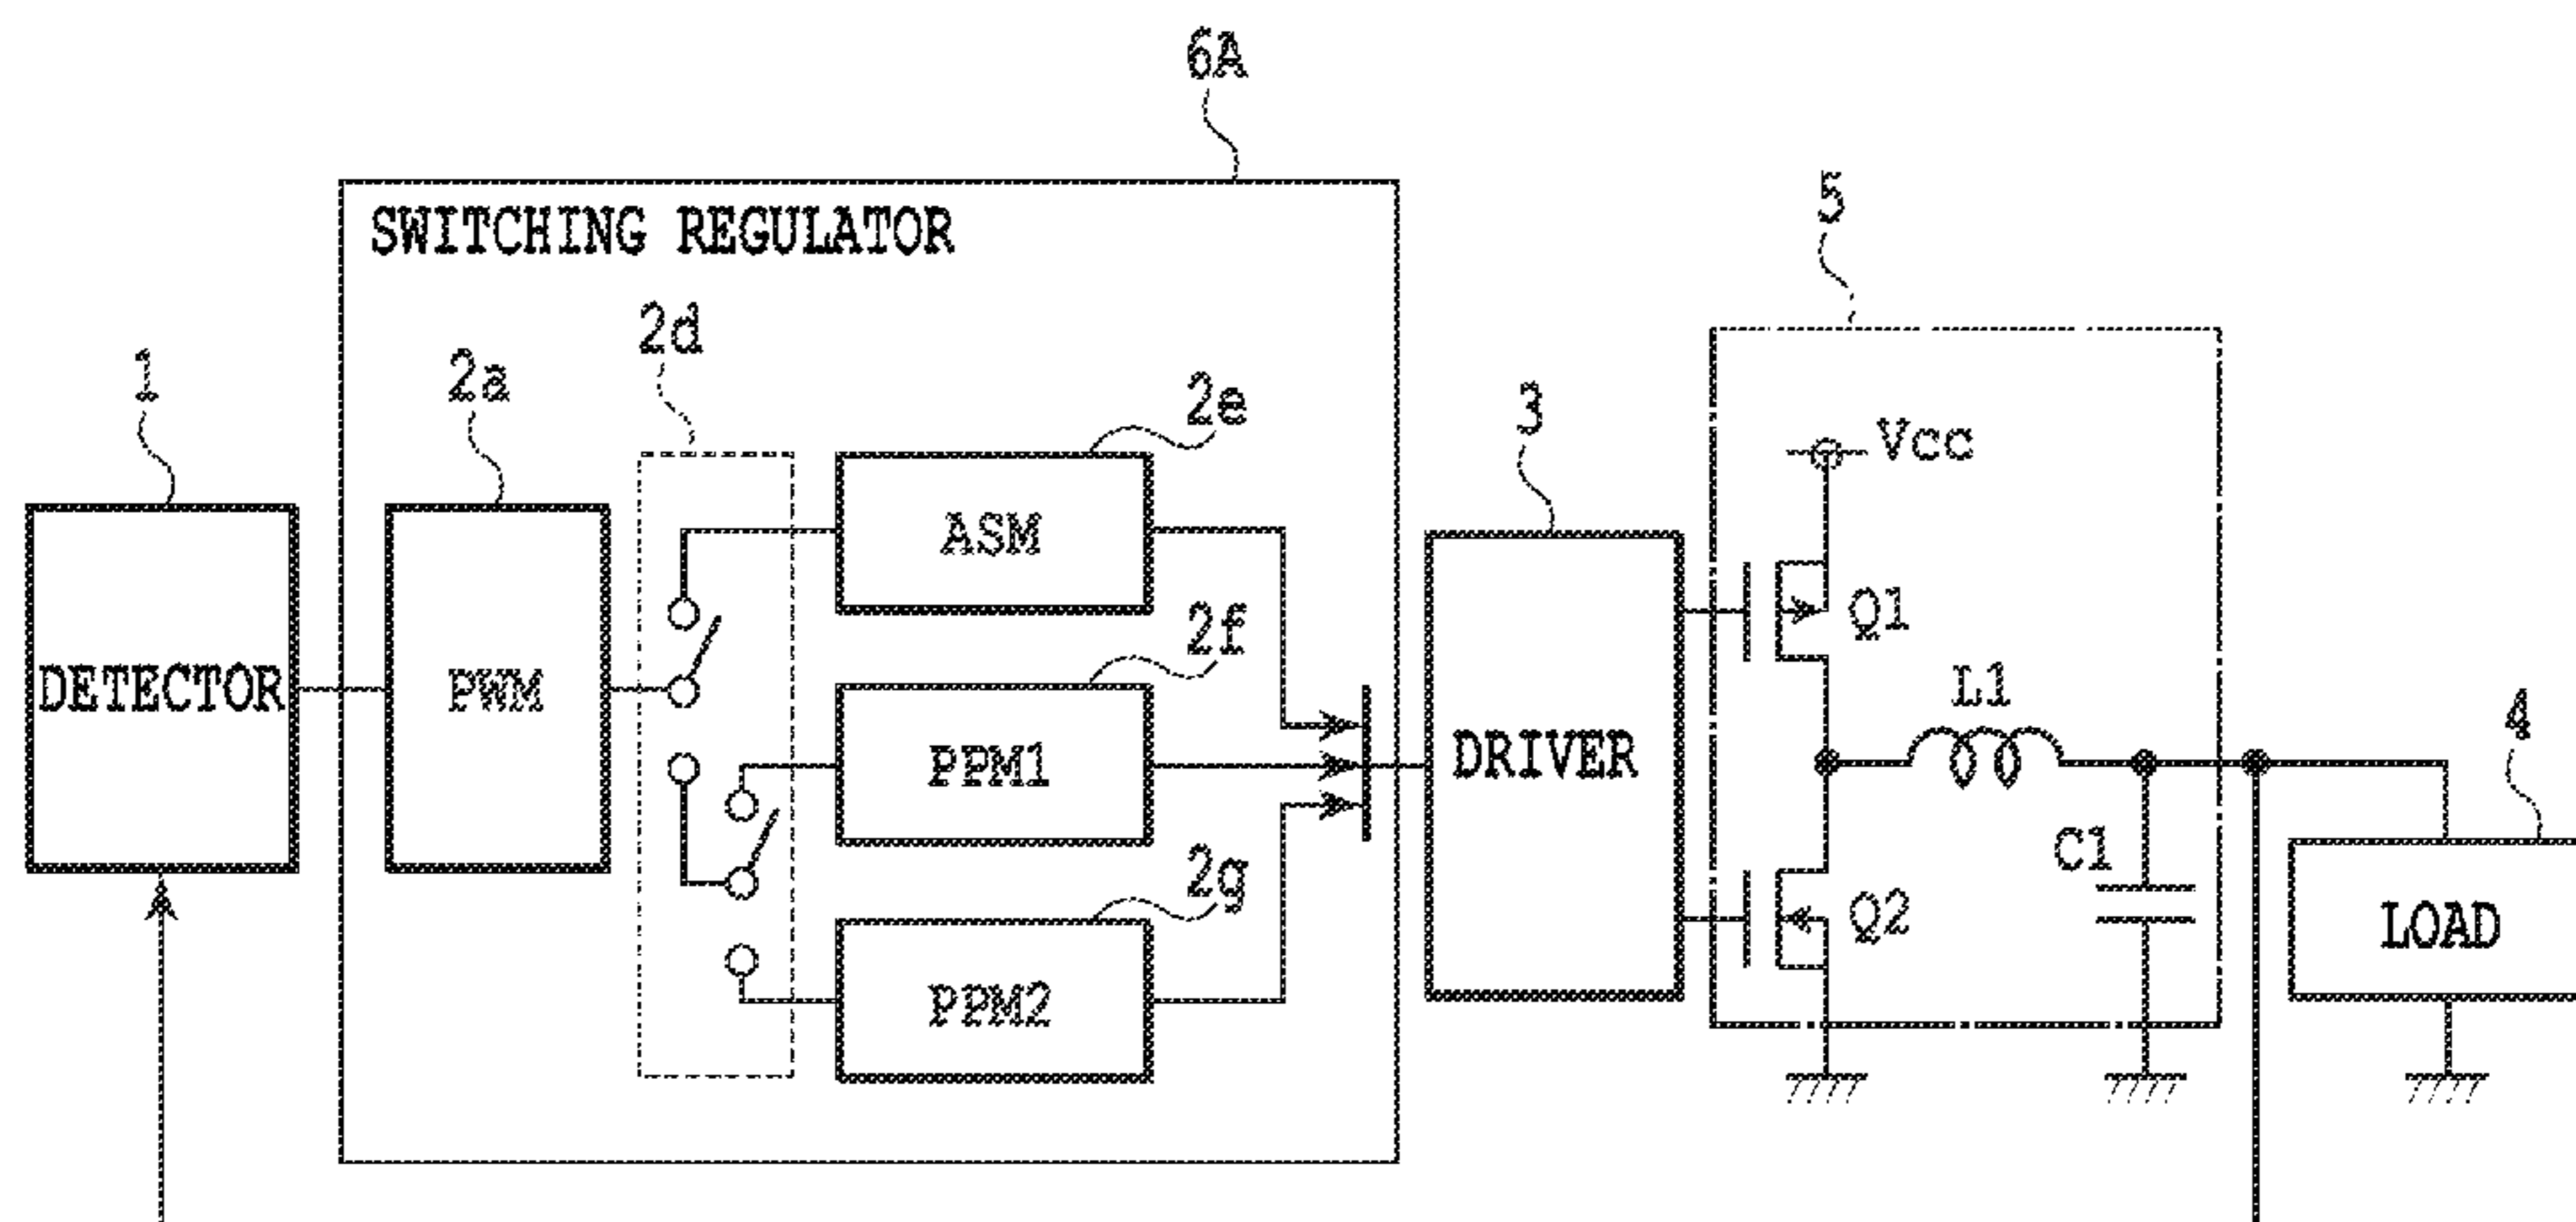 6A
SWITCHING REGULATOR
5
2d
1
2a
2e
3
Vcc
ASM
2f
Q1
DETECTOR
PWM
L1
4
PPM1
DRIVER
C1
2g
Q2
LOAD
PPM2